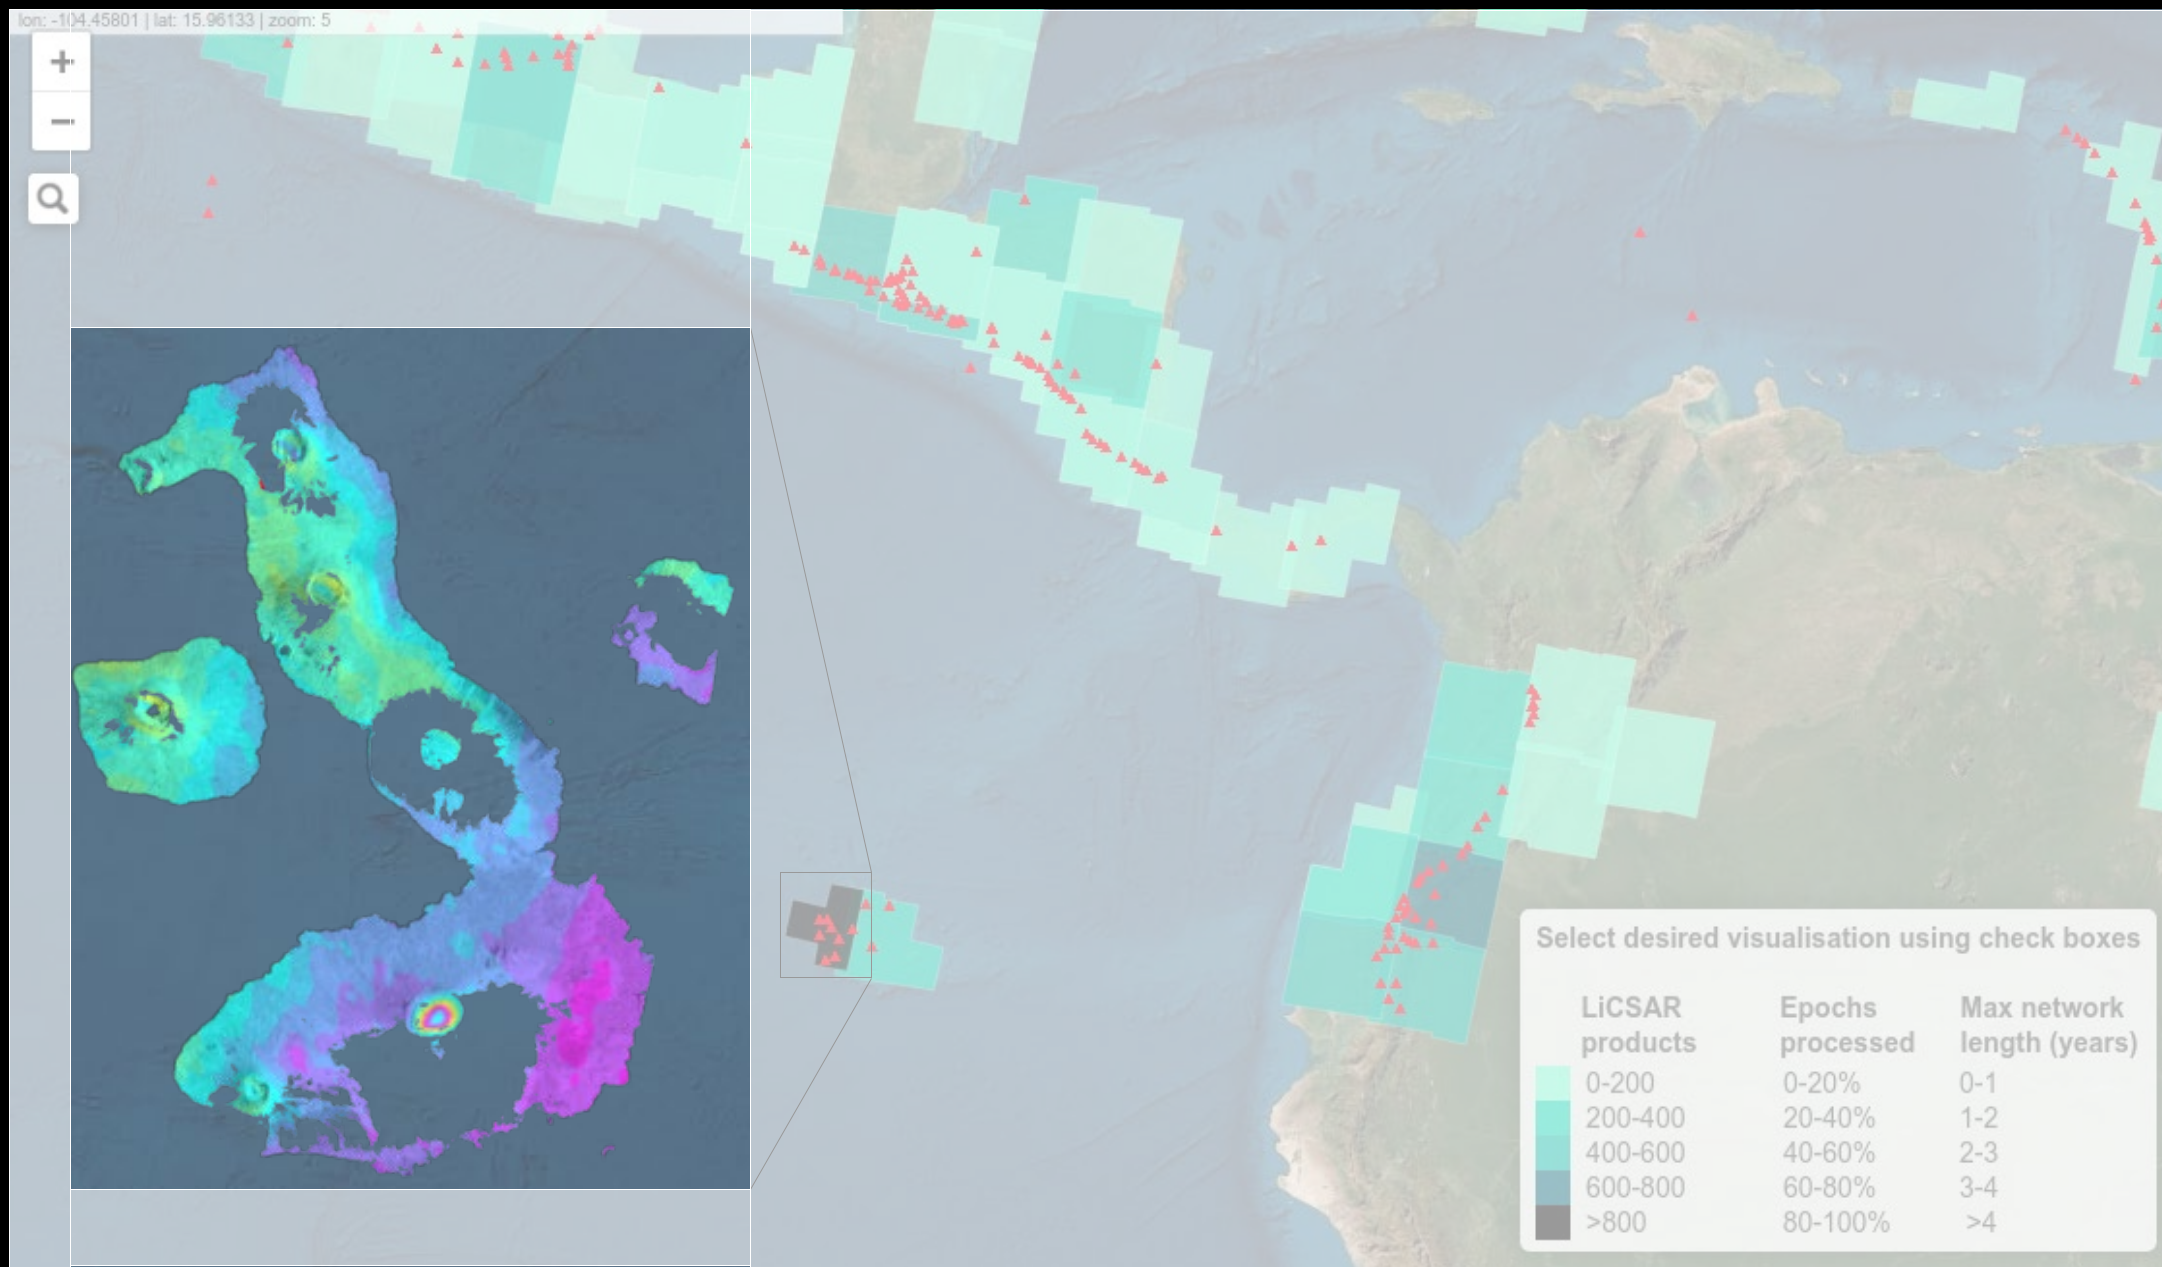 lon: -104.45801 | lat: 15.96133 | zoom: 5
+
−
Select desired visualisation using check boxes
LiCSAR products Epochs processed Max network length (years)
0-200 0-20% 0-1
200-400 20-40% 1-2
400-600 40-60% 2-3
600-800 60-80% 3-4
>800 80-100% >4